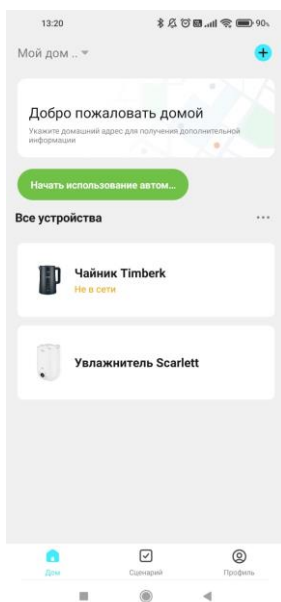 13:20
90%
Мой дом ..
Добро пожаловать домой
Укажите домашний адрес для получения дополнительной
информации
Начать использование автом...
Все устройства
Чайник Timberk
Не в сети
Увлажнитель Scarlett
Дом
Сценарий
Профиль